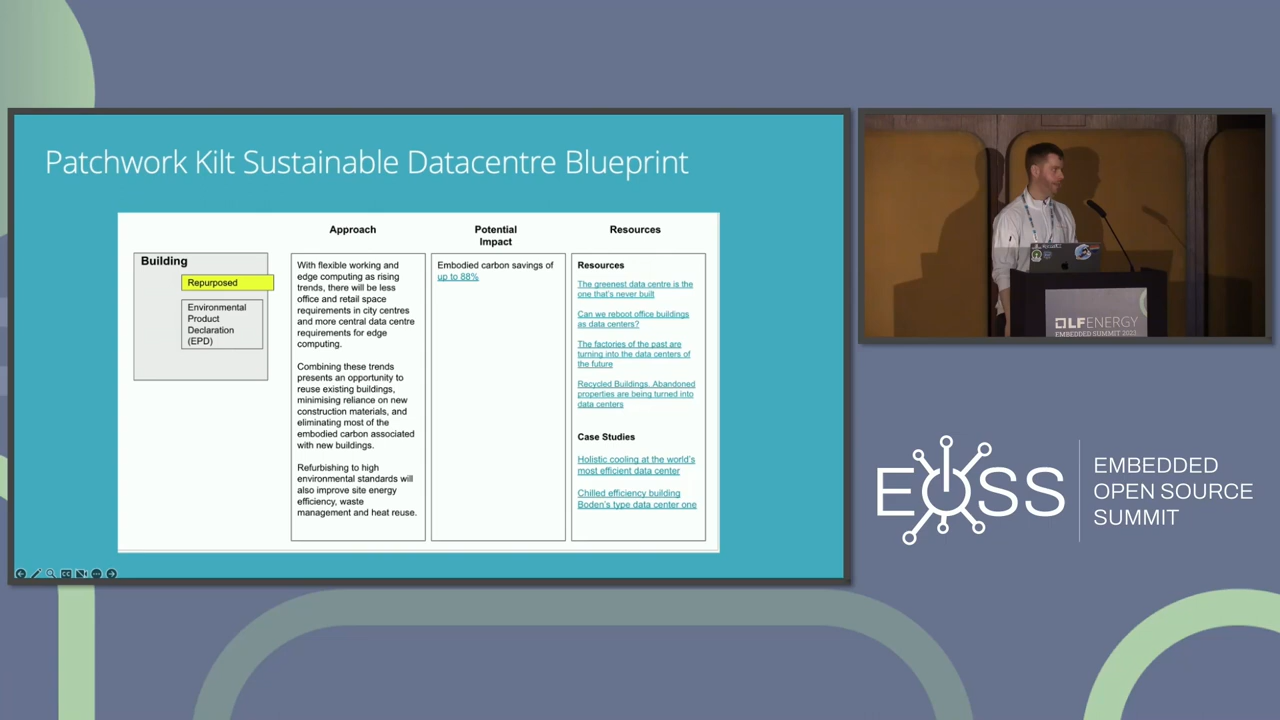 Patchwork Kilt Sustainable Datacentre Blueprint
Approach
Potential
Impact
Resources
Building
Repurposed
Environmental
Product
Declaration
(EPD)
With flexible working and
edge computing as rising
trends, there will be less
office and retail space
requirements in city centres
and more central data centre
requirements for edge
computing.
Combining these trends
presents an opportunity to
reuse existing buildings,
minimising reliance on new
construction materials, and
eliminating most of the
embodied carbon associated
with new buildings.
Refurbishing to high
environmental standards will
also improve site energy
efficiency, waste
management and heat reuse.
Embodied carbon savings of
up to 88%
Resources
The greenest data centre is the
one that's never built
Can we reboot office buildings
as data centers?
The factories of the past are
turning into the data centers of
the future
Recycled Buildings. Abandoned
properties are being turned into
data centers
Case Studies
Holistic cooling at the world's
most efficient data center
Chilled efficiency building
Boden's type data center one
LFENERGY
EMBEDDED SUMMIT 2023
EOSS
EMBEDDED
OPEN SOURCE
SUMMIT